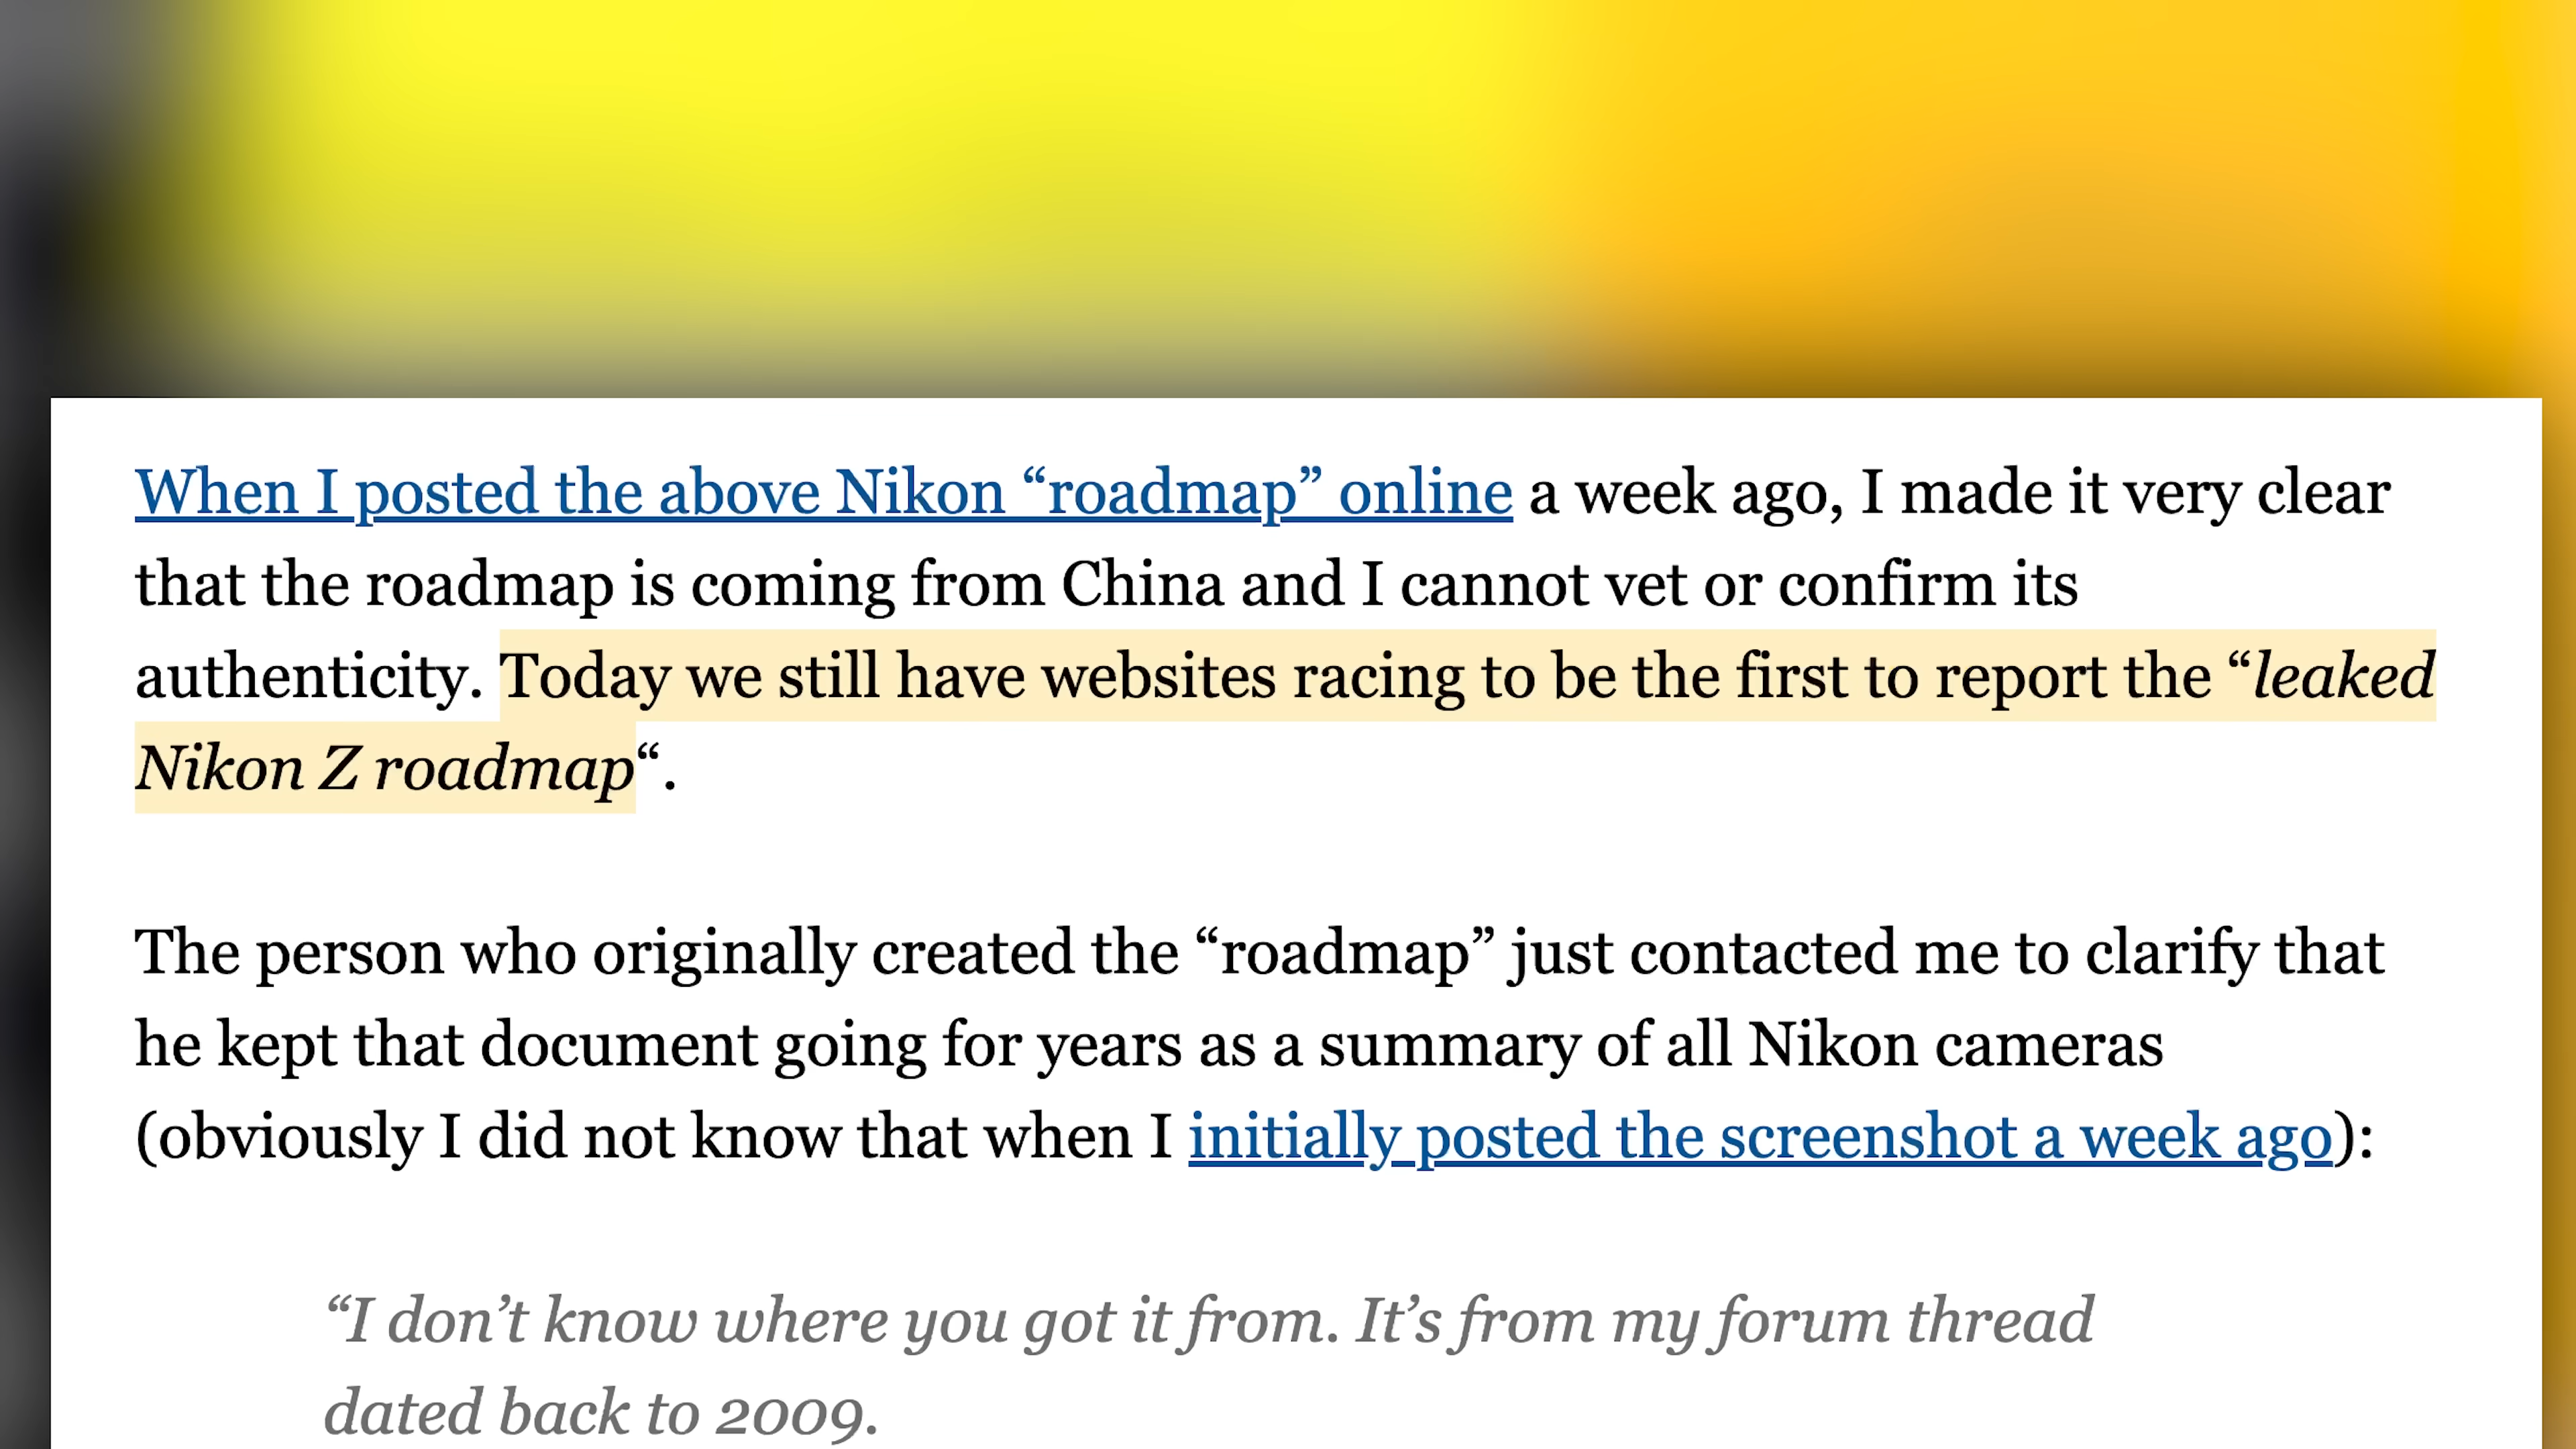 When I posted the above Nikon “roadmap” online a week ago, I made it very clear
that the roadmap is coming from China and I cannot vet or confirm its
authenticity. Today we still have websites racing to be the first to report the “leaked
Nikon Z roadmap“.
The person who originally created the “roadmap” just contacted me to clarify that
he kept that document going for years as a summary of all Nikon cameras
(obviously I did not know that when I initially posted the screenshot a week ago):
“I don’t know where you got it from. It’s from my forum thread
dated back to 2009.